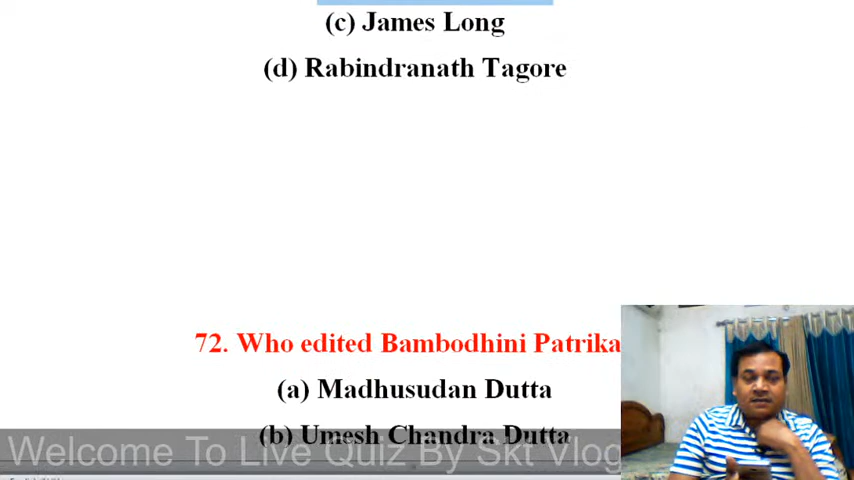 (c) James Long
(d) Rabindranath Tagore
72. Who edited Bambodhini Patrika
(a) Madhusudan Dutta
(b) Umesh Chandra Dutta
Welcome To Live Quiz By Skt Vlog